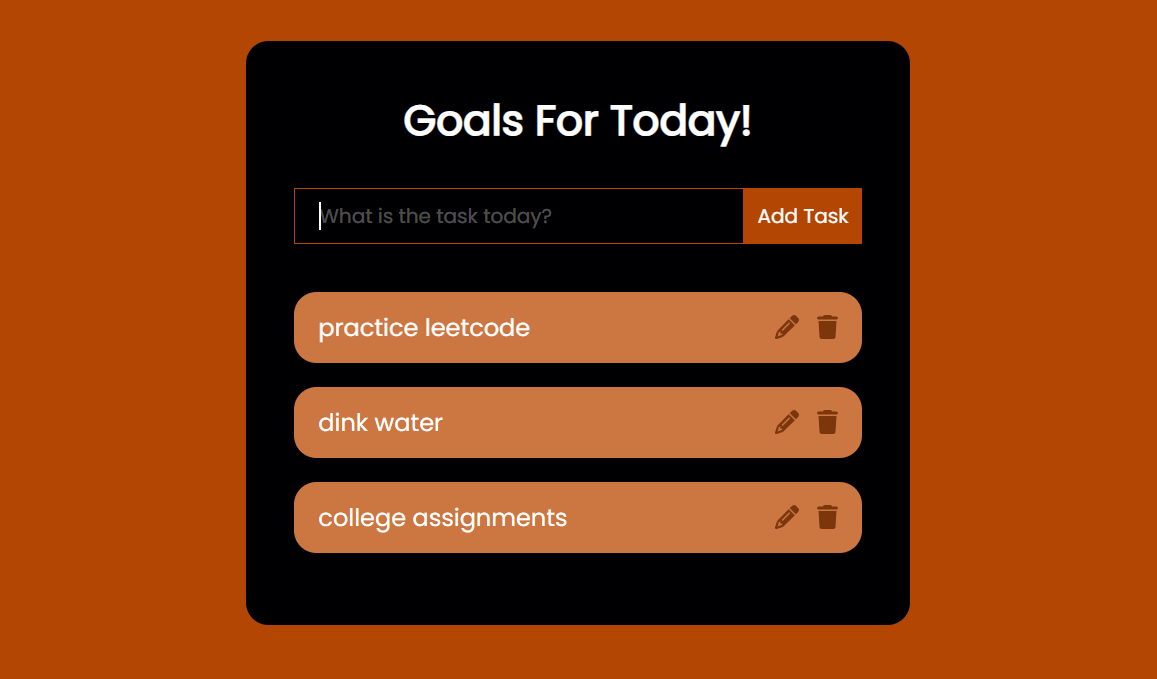 Goals For Today!
What is the task today?
Add Task
practice leetcode
dink water
college assignments